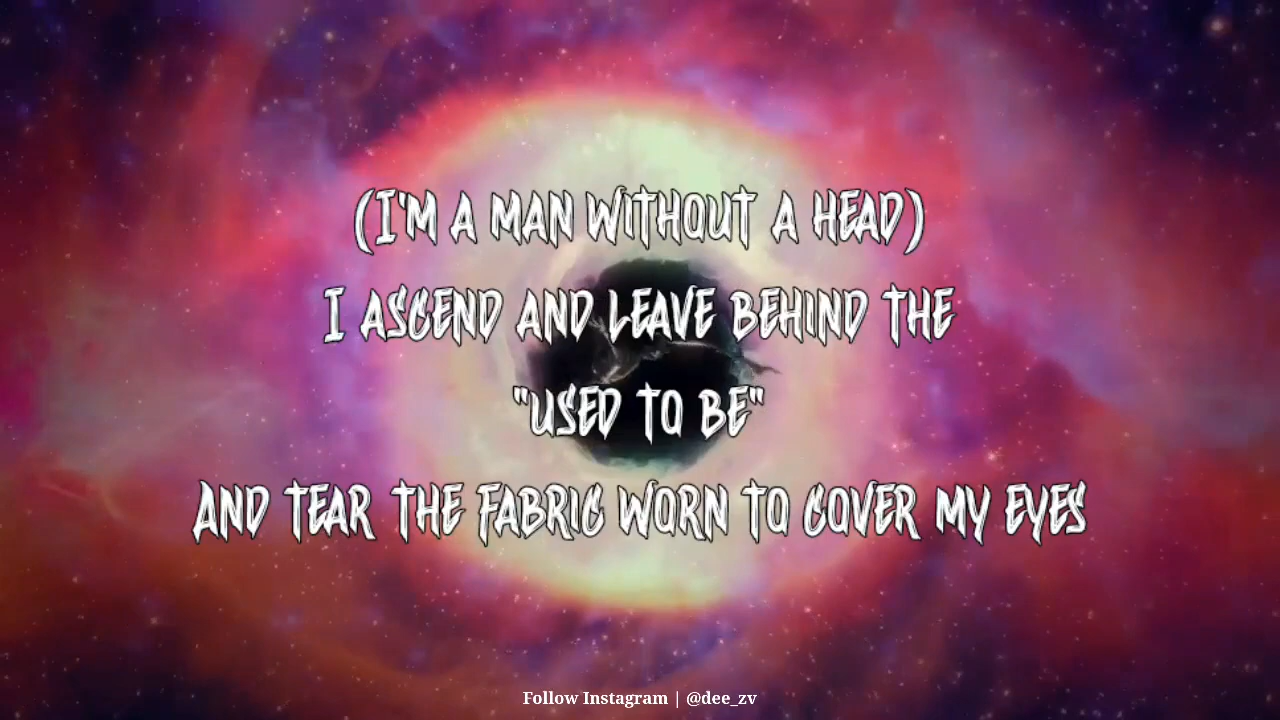 (I'M A MAN WITHOUT A HEAD)
I ASCEND AND LEAVE BEHIND THE
"USED TO BE"
AND TEAR THE FABRIC WORN TO COVER MY EYES
Follow Instagram | @dee_zv